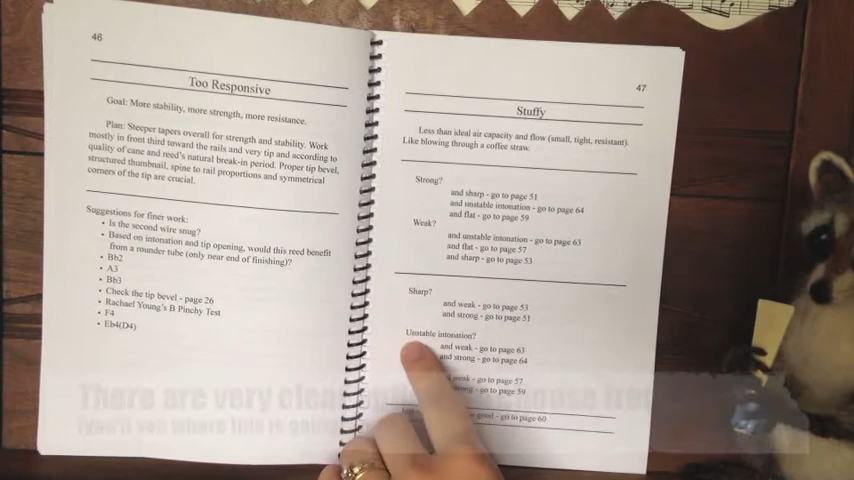 46
Too Responsive
Goal: More stability, more strength, more resistance.
Plan: Steeper tapers overall for strength and stability. Work
mostly in front third toward the rails and very tip and according to
quality of cane and reed's natural break-in period. Proper tip bevel,
structured thumbnail, spine to rail proportions and symmetrical
corners of the tip are crucial.
Suggestions for finer work:
• Is the second wire snug?
• Based on intonation and tip opening, would this reed benefit
from a rounder tube (only near end of finishing)?
• Bb2
• A3
• Bb3
• Check the tip bevel - page 26
• Rachael Young's B Pinchy Test
• F4
• Eb4(D4)
47
Stuffy
Less than ideal air capacity and flow (small, tight, resistant).
Like blowing through a coffee straw.
Strong?
and sharp - go to page 51
and unstable intonation - go to page 64
and flat - go to page 59
Weak?
and unstable intonation - go to page 63
and flat - go to page 57
and sharp - go to page 53
Sharp?
and weak - go to page 53
and strong - go to page 51
Unstable intonation?
and weak - go to page 63
and strong - go to page 64
weak - go to page 57
strong - go to page 59
good - go to page 60
There are very clear
where this is going